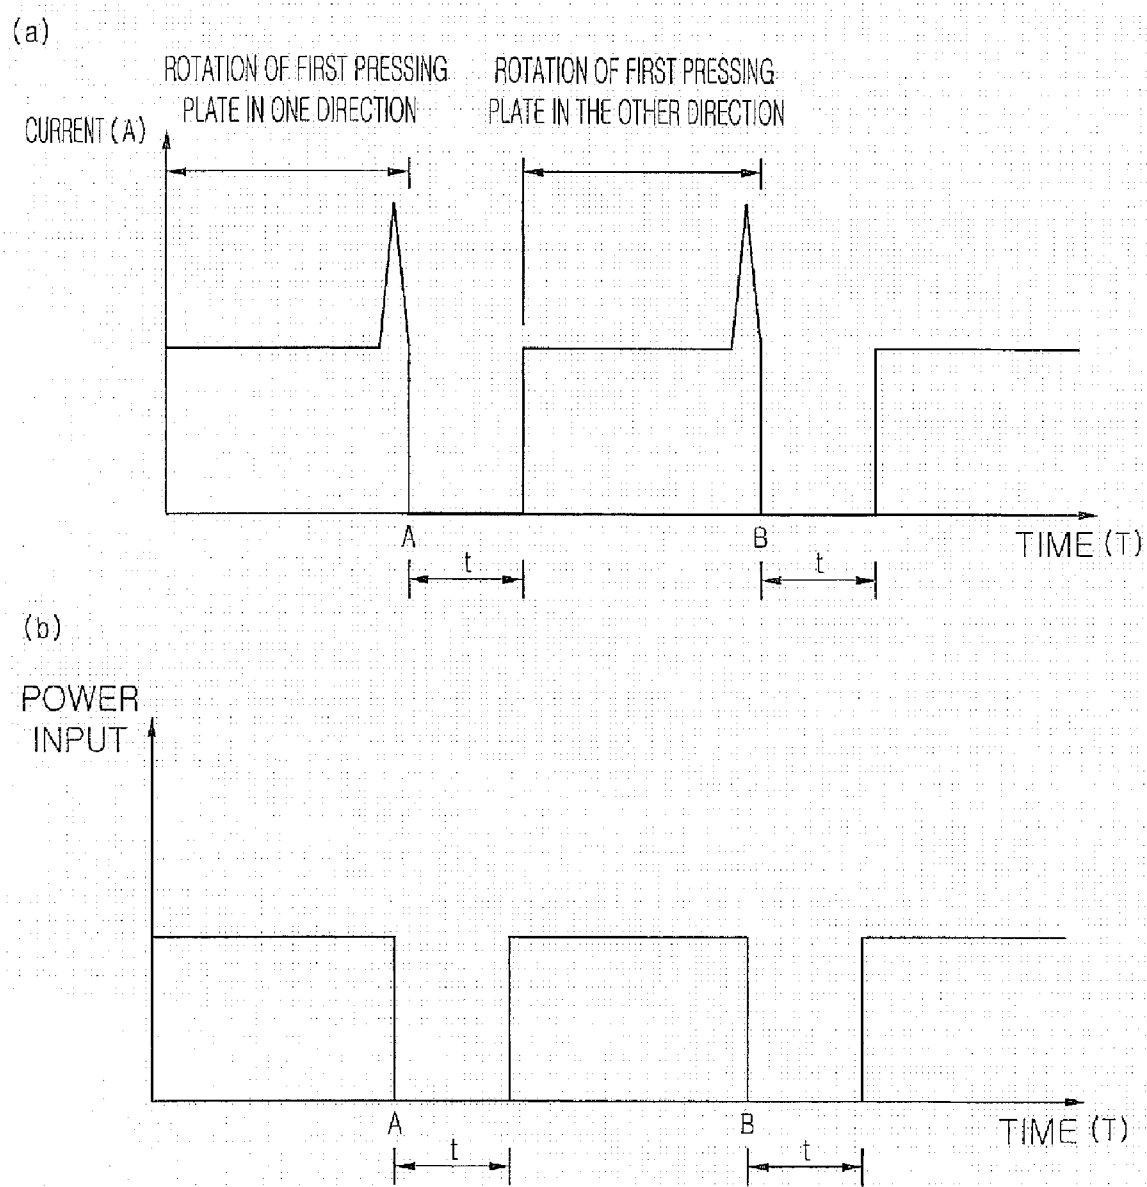 (a)
ROTATION OF FIRST PRESSING
PLATE IN ONE DIRECTION
ROTATION OF FIRST PRESSING
PLATE IN THE OTHER DIRECTION
CURRENT (A)
A
B
TIME (T)
t
t
(b)
POWER
INPUT
A
B
TIME (T)
t
t